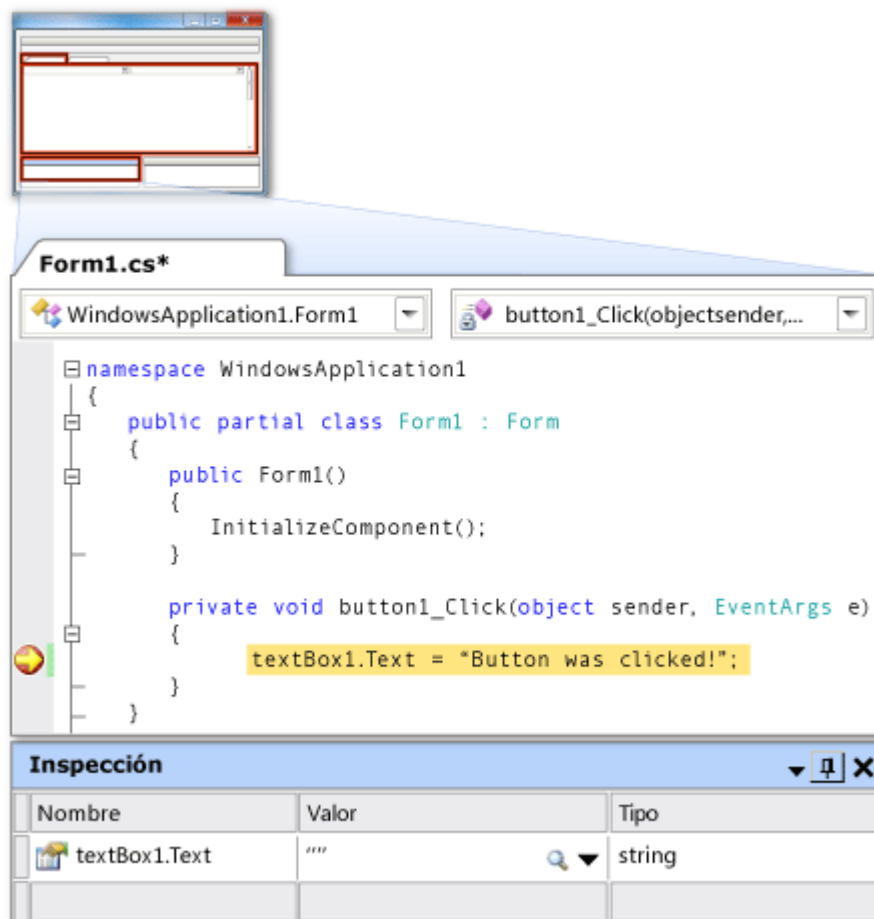 Form1.cs*
WindowsApplication1.Form1 button1_Click(objectsender,...
namespace WindowsApplication1
{
public partial class Form1 : Form
{
public Form1()
{
InitializeComponent();
}
private void button1_Click(object sender, EventArgs e)
{
textBox1.Text = “Button was clicked!”;
}
}
Inspección
Nombre Valor Tipo
textBox1.Text "" string